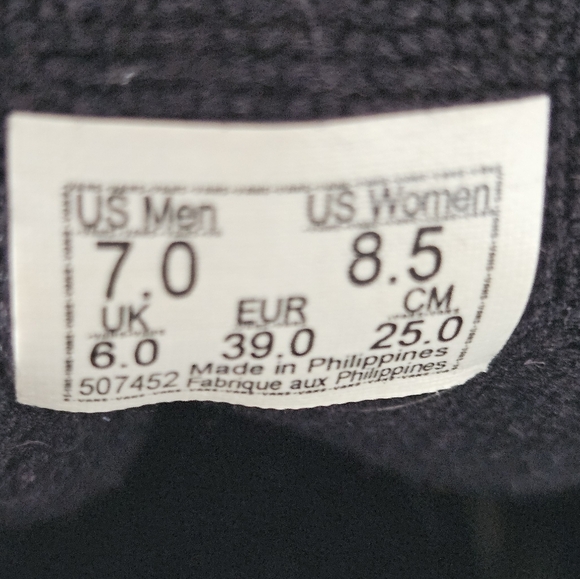 US Men US Women
7.0 8.5
UK EUR CM
6.0 39.0 25.0
507452 Made in Philippines
Fabrique aux Philippines